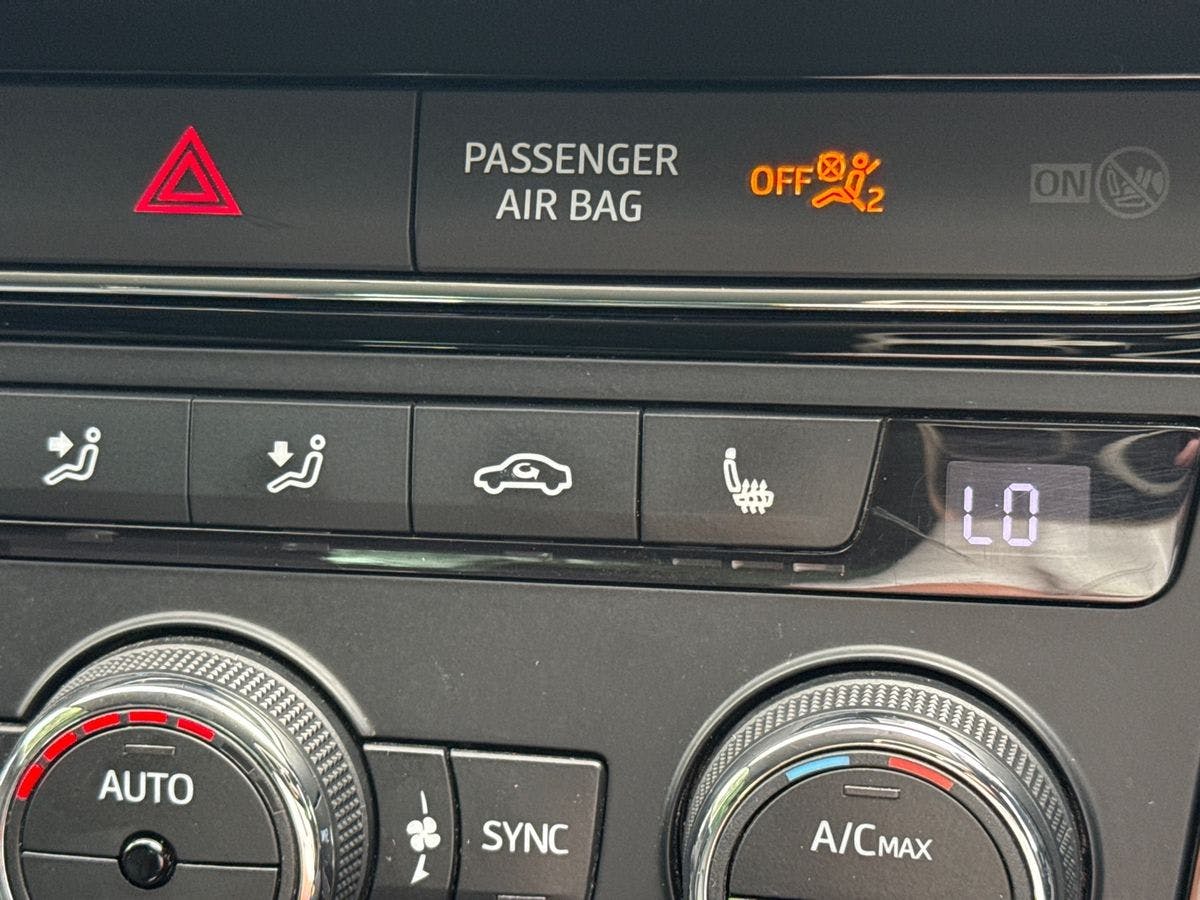 PASSENGER
AIR BAG
OFF
2
ON
LO
AUTO
SYNC
A/CMAX